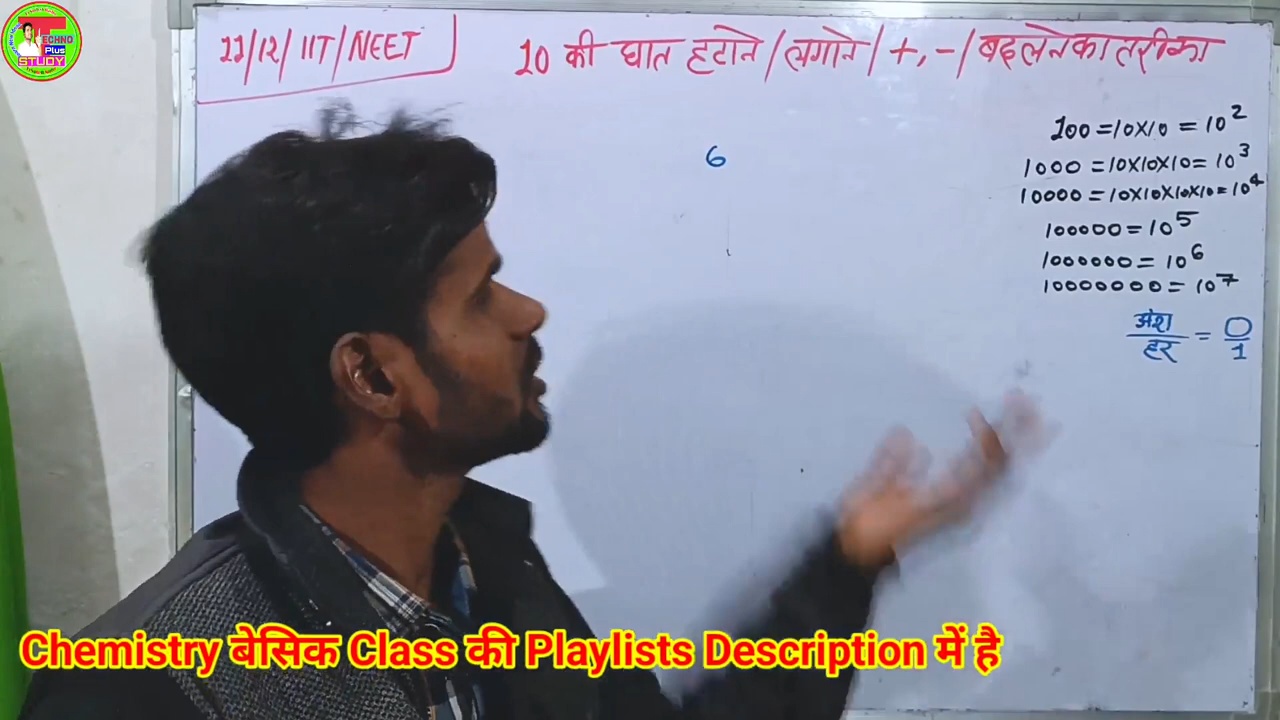 TECHNO
Plus
STUDY
11/12/IIT/NEET
10 की घात हटाने/लगाने/+,-/बदलने का तरीका
6
100 = 10×10 = 10²
1000 = 10×10×10 = 10³
10000 = 10×10×10×10 = 10⁴
100000 = 10⁵
1000000 = 10⁶
10000000 = 10⁷
अंश/हर = 0/1
Chemistry बेसिक Class की Playlists Description में है